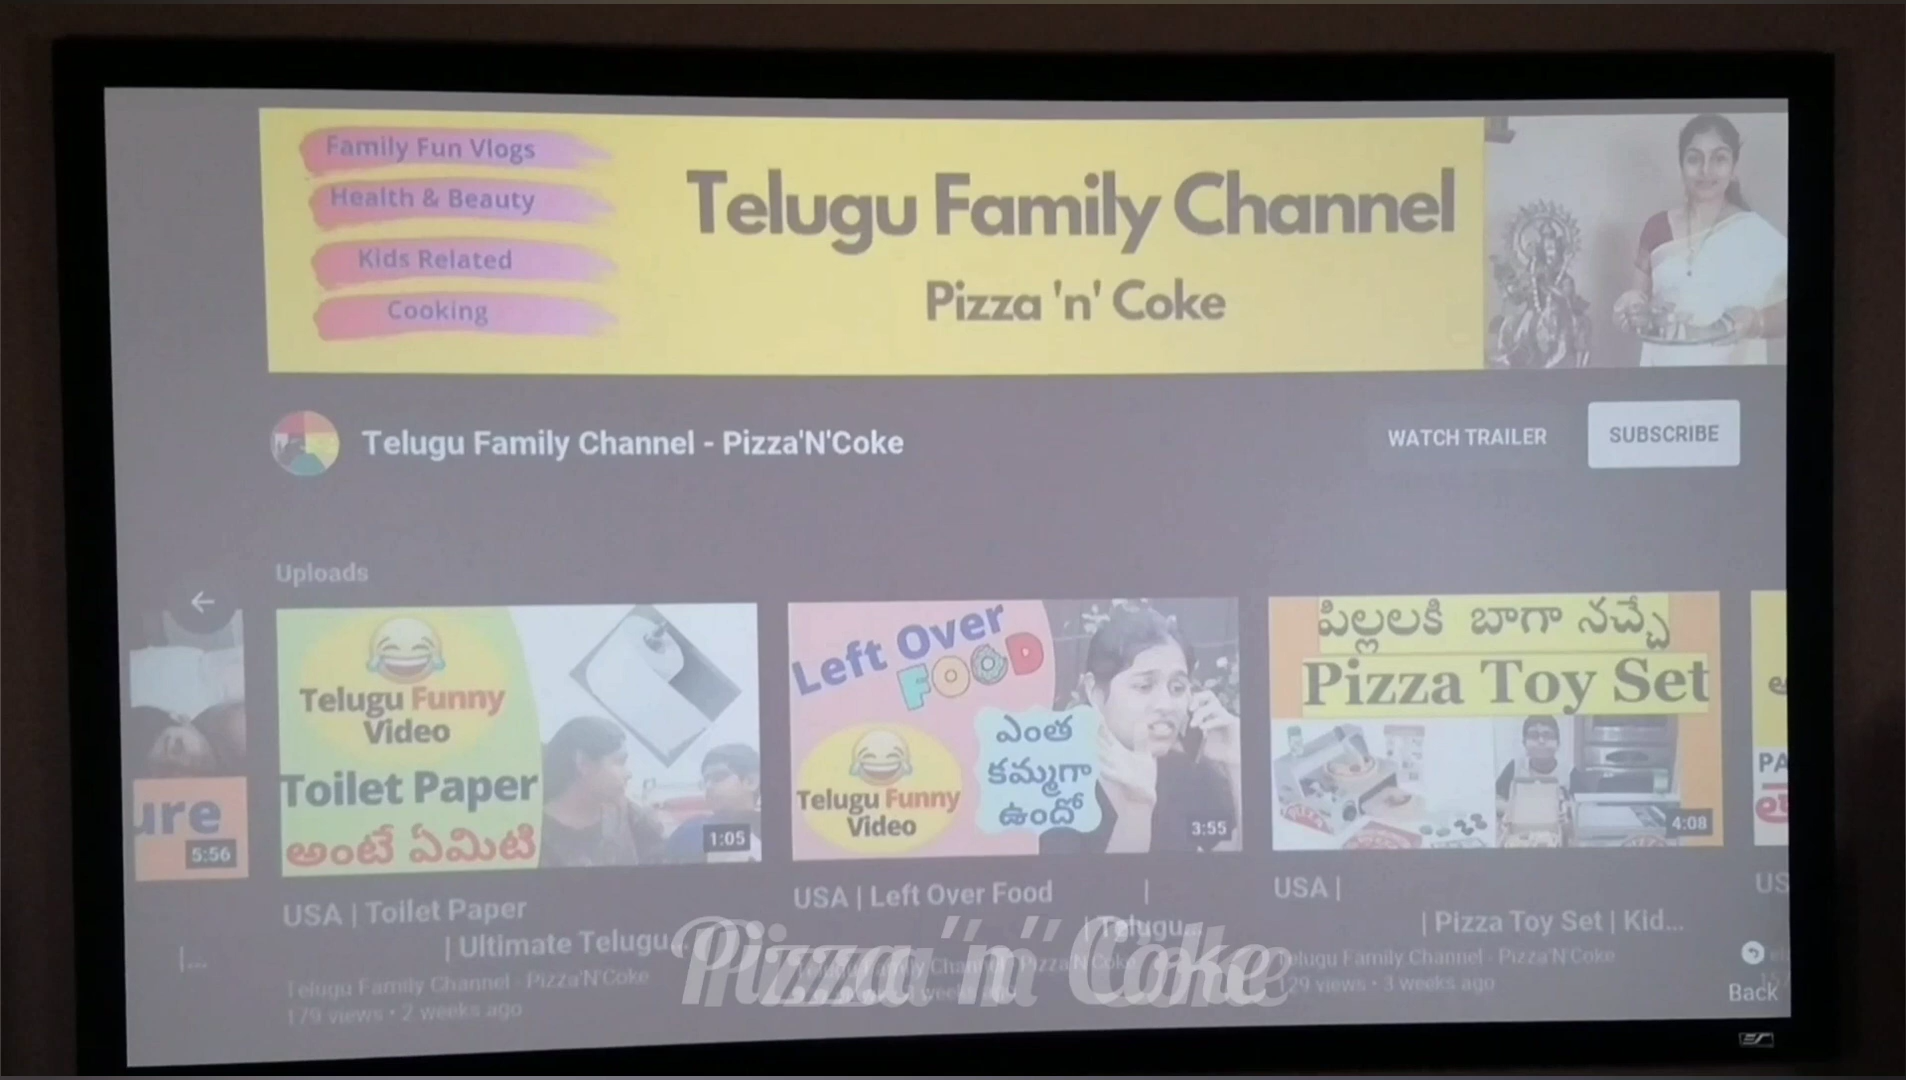 Family Fun Vlogs
Health & Beauty
Kids Related
Cooking
Telugu Family Channel
Pizza 'n' Coke
Telugu Family Channel - Pizza'N'Coke
WATCH TRAILER
SUBSCRIBE
Uploads
ure
5:56
|...
Telugu Funny
Video
Toilet Paper
అంటే ఏమిటి
1:05
USA | Toilet Paper
| Ultimate Telugu...
Telugu Family Channel - Pizza'N'Coke
179 views • 2 weeks ago
Left Over
FOOD
ఎంత
కమ్మగా
ఉందో
Telugu Funny
Video
3:55
USA | Left Over Food |
| Telugu...
పిల్లలకి బాగా నచ్చే
Pizza Toy Set
4:08
USA |
| Pizza Toy Set | Kid...
Telugu Family Channel - Pizza'N'Coke
129 views • 3 weeks ago
PA
US
Back
Pizza "n" Coke